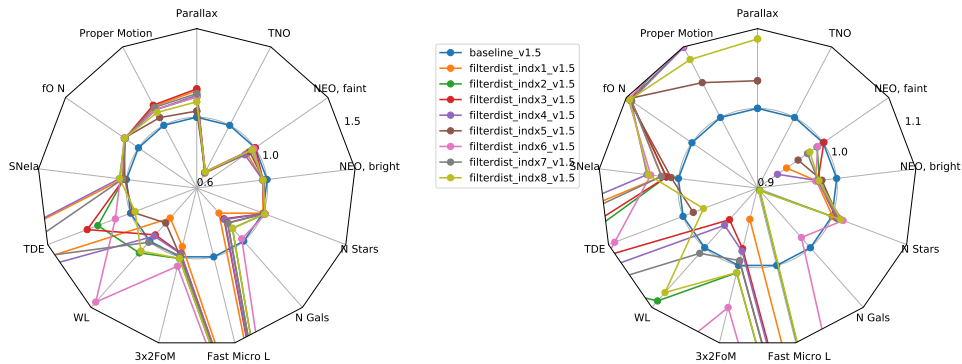 Parallax
TNO
NEO, faint
NEO, bright
N Stars
N Gals
Fast Micro L
3x2FoM
WL
TDE
SNeIa
fO N
Proper Motion
0.6
1.0
1.5
baseline_v1.5
filterdist_indx1_v1.5
filterdist_indx2_v1.5
filterdist_indx3_v1.5
filterdist_indx4_v1.5
filterdist_indx5_v1.5
filterdist_indx6_v1.5
filterdist_indx7_v1.5
filterdist_indx8_v1.5
Parallax
TNO
NEO, faint
NEO, bright
N Stars
N Gals
Fast Micro L
3x2FoM
WL
TDE
SNeIa
fO N
Proper Motion
0.9
1.0
1.1